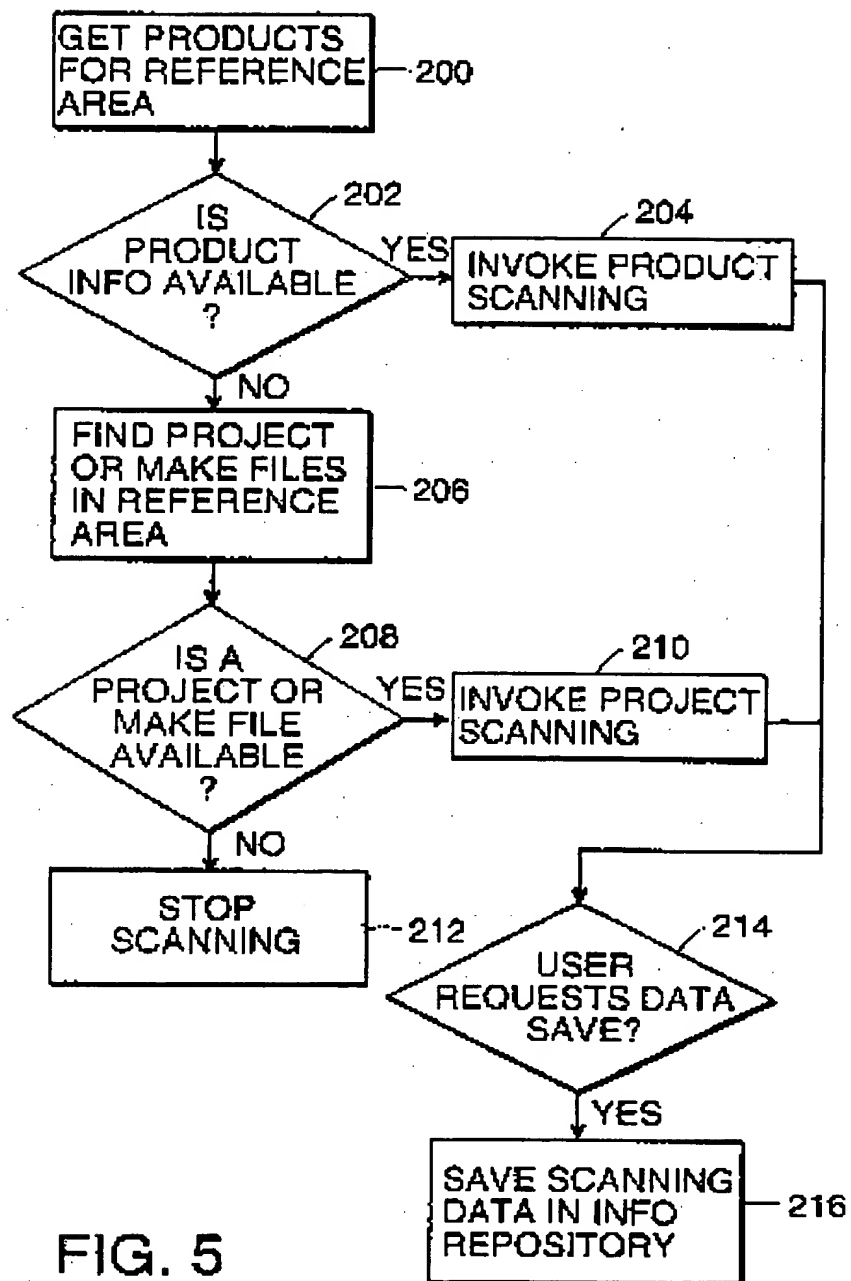 GET PRODUCTS
FOR REFERENCE
AREA
200
202
IS
PRODUCT
INFO AVAILABLE
?
YES
204
INVOKE PRODUCT
SCANNING
NO
FIND PROJECT
OR MAKE FILES
IN REFERENCE
AREA
206
208
IS A
PROJECT OR
MAKE FILE
AVAILABLE
?
YES
210
INVOKE PROJECT
SCANNING
NO
STOP
SCANNING
212
214
USER
REQUESTS DATA
SAVE?
YES
SAVE SCANNING
DATA IN INFO
REPOSITORY
216
FIG. 5